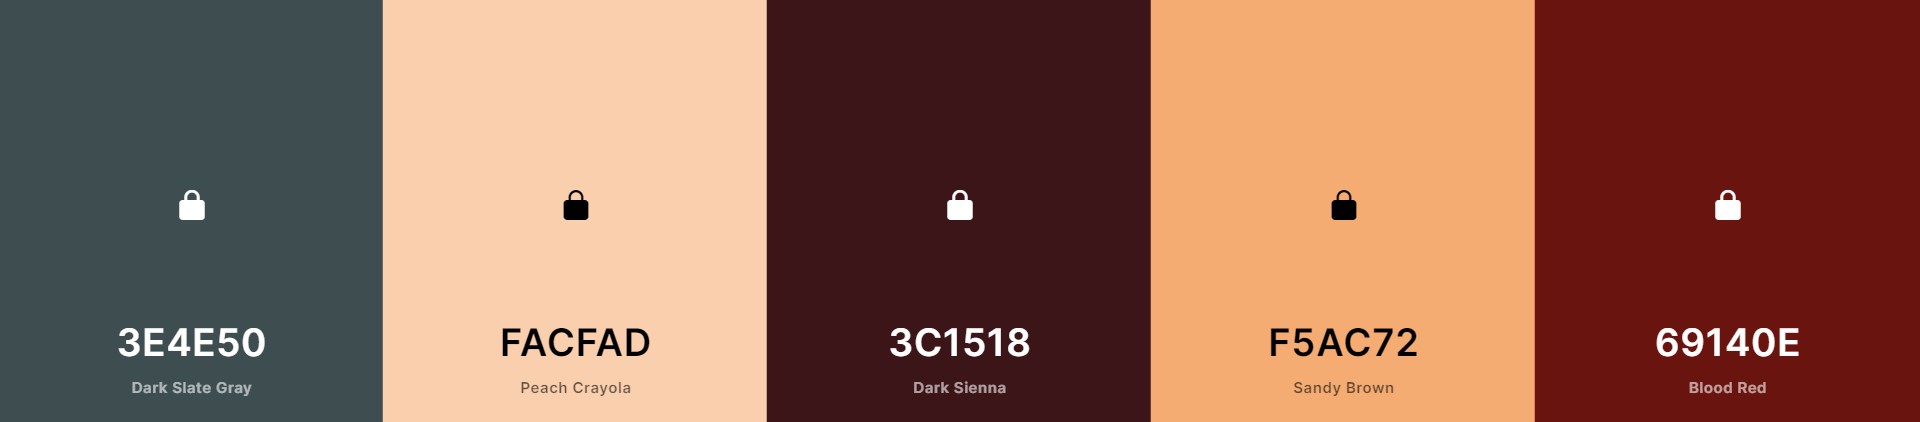 3E4E50
Dark Slate Gray
FACFAD
Peach Crayola
3C1518
Dark Sienna
F5AC72
Sandy Brown
69140E
Blood Red